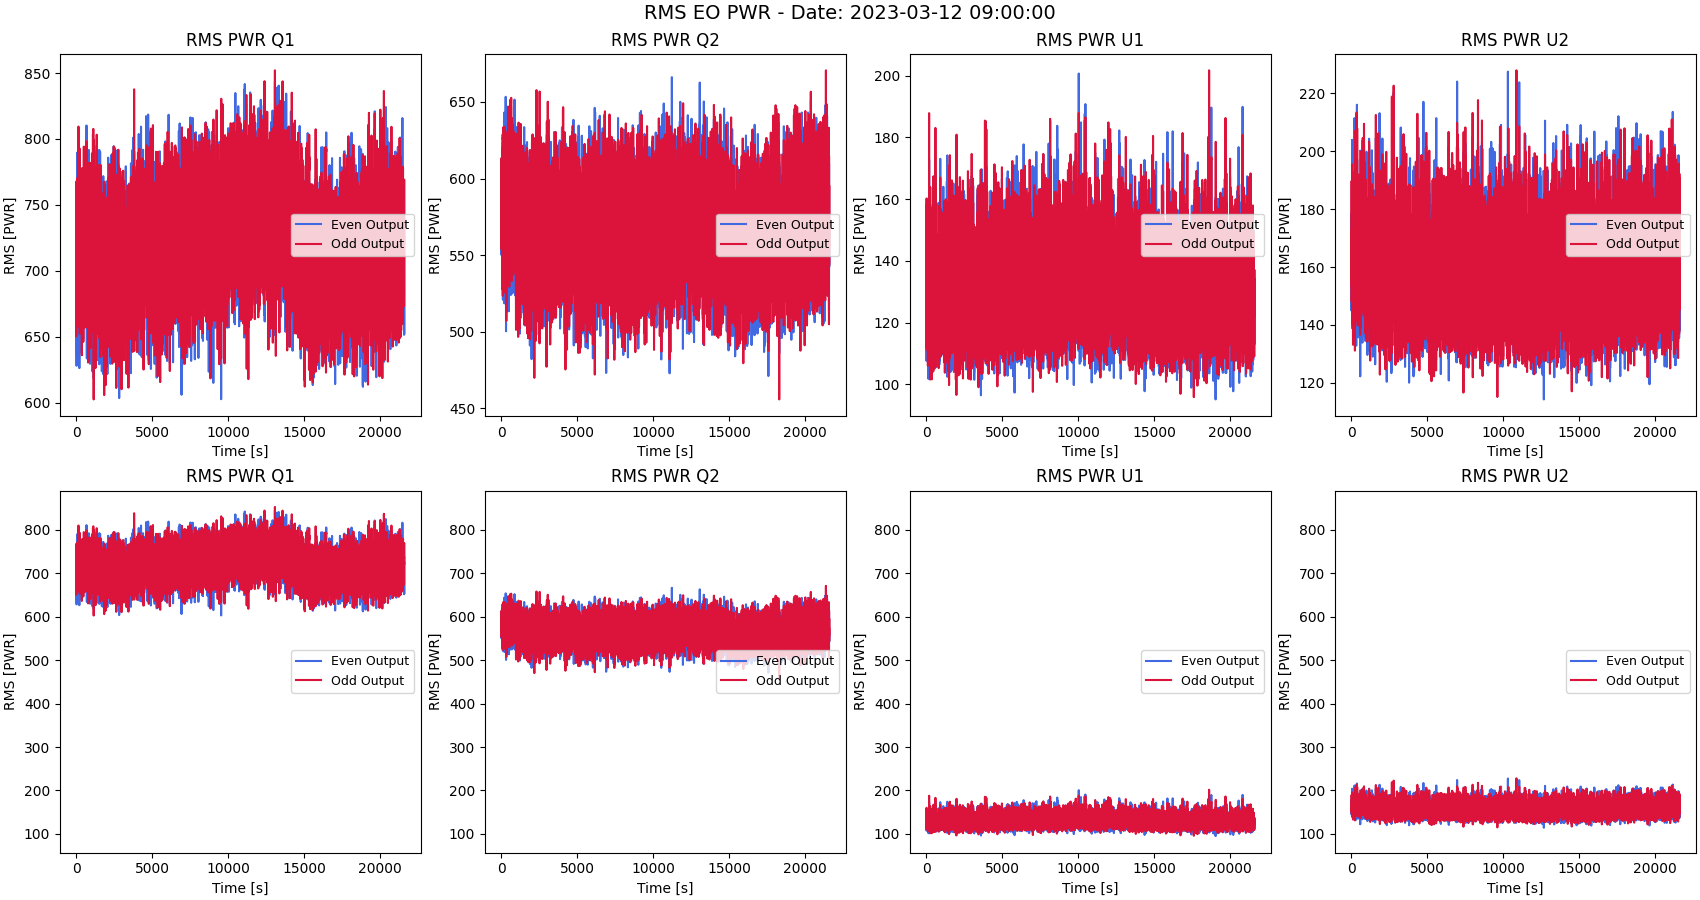 RMS EO PWR - Date: 2023-03-12 09:00:00
RMS PWR Q1
RMS [PWR]
850
800
750
700
650
600
Even Output
Odd Output
0 5000 10000 15000 20000
Time [s]
RMS PWR Q2
RMS [PWR]
650
600
550
500
450
Even Output
Odd Output
0 5000 10000 15000 20000
Time [s]
RMS PWR U1
RMS [PWR]
200
180
160
140
120
100
Even Output
Odd Output
0 5000 10000 15000 20000
Time [s]
RMS PWR U2
RMS [PWR]
220
200
180
160
140
120
Even Output
Odd Output
0 5000 10000 15000 20000
Time [s]
RMS PWR Q1
RMS [PWR]
800
700
600
500
400
300
200
100
Even Output
Odd Output
0 5000 10000 15000 20000
Time [s]
RMS PWR Q2
RMS [PWR]
800
700
600
500
400
300
200
100
Even Output
Odd Output
0 5000 10000 15000 20000
Time [s]
RMS PWR U1
RMS [PWR]
800
700
600
500
400
300
200
100
Even Output
Odd Output
0 5000 10000 15000 20000
Time [s]
RMS PWR U2
RMS [PWR]
800
700
600
500
400
300
200
100
Even Output
Odd Output
0 5000 10000 15000 20000
Time [s]